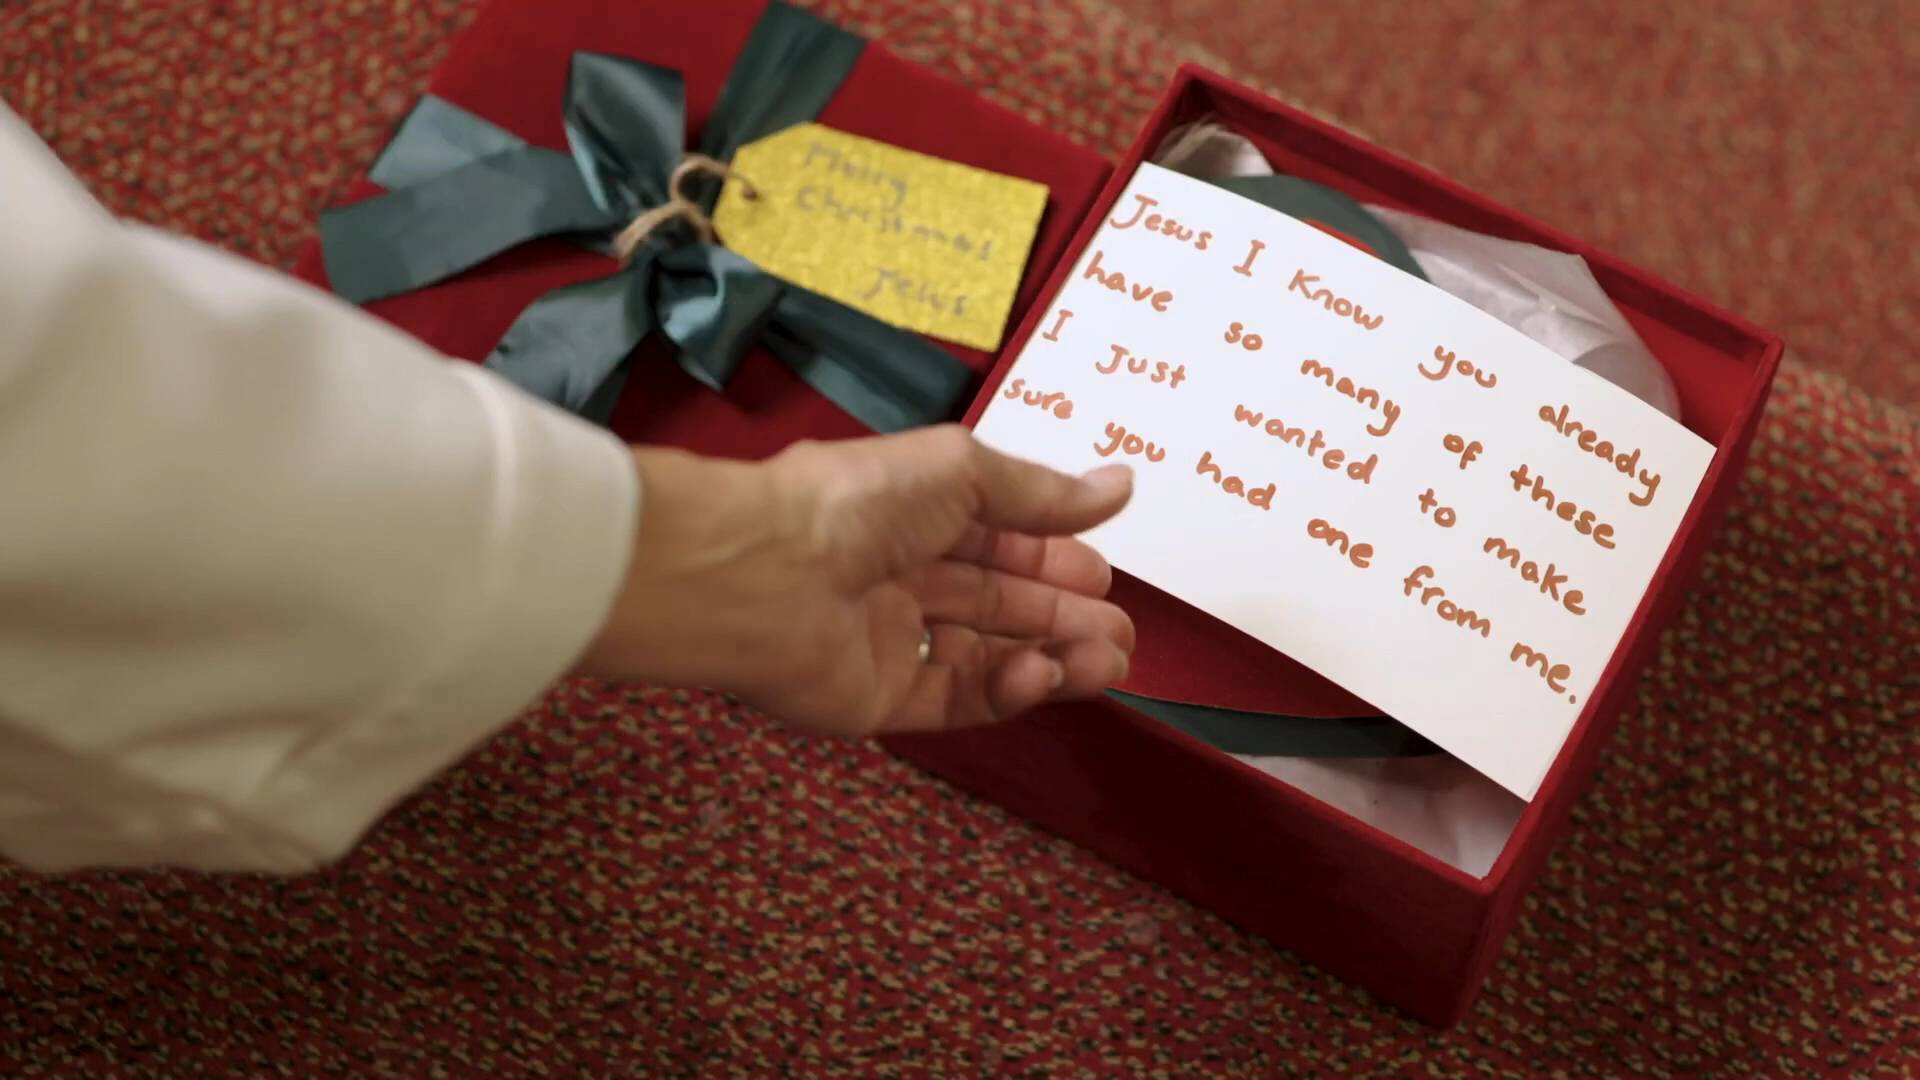 Merry
Christmas
Jesus
Jesus I Know you already
have so many of these
I Just wanted to make
sure you had one from me.